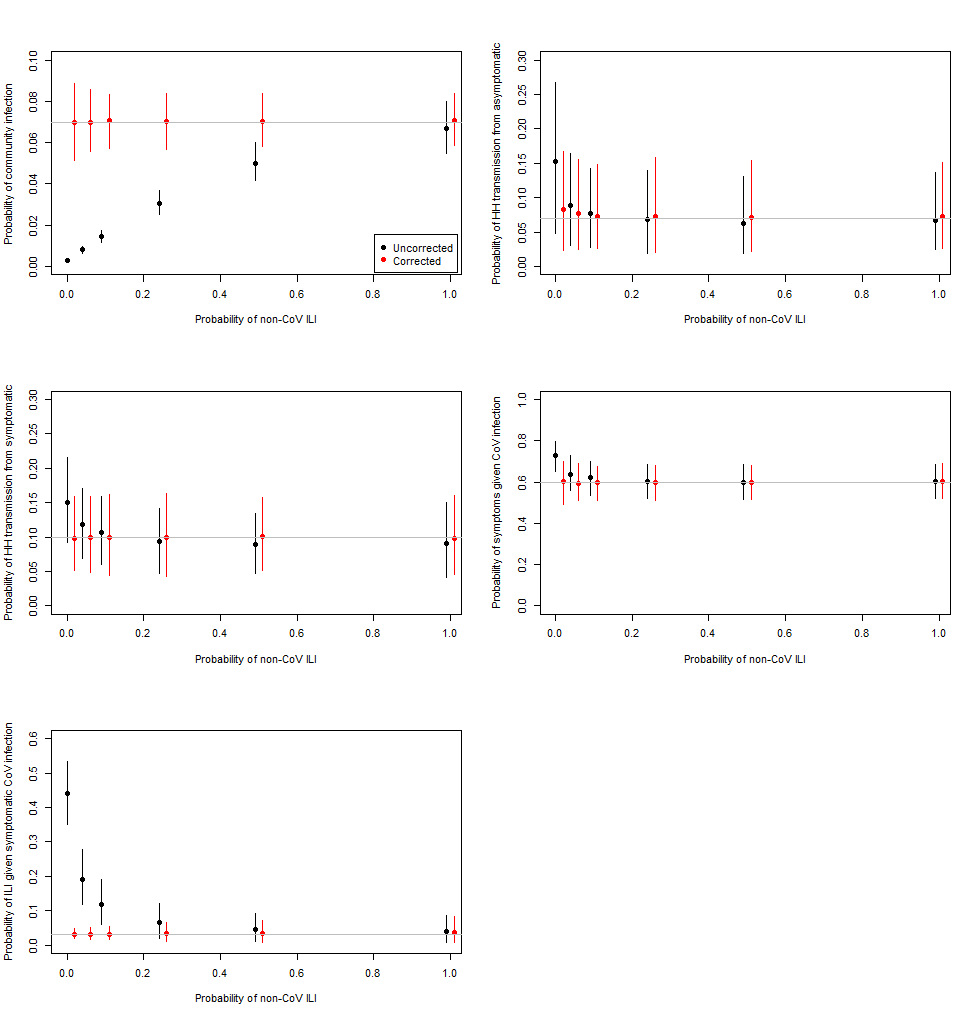 Probability of community infection
0.00 0.02 0.04 0.06 0.08 0.10
0.0 0.2 0.4 0.6 0.8 1.0
Probability of non-CoV ILI
Uncorrected
Corrected
Probability of HH transmission from asymptomatic
0.00 0.05 0.10 0.15 0.20 0.25 0.30
0.0 0.2 0.4 0.6 0.8 1.0
Probability of non-CoV ILI
Probability of HH transmission from symptomatic
0.00 0.05 0.10 0.15 0.20 0.25 0.30
0.0 0.2 0.4 0.6 0.8 1.0
Probability of non-CoV ILI
Probability of symptoms given CoV infection
0.0 0.2 0.4 0.6 0.8 1.0
0.0 0.2 0.4 0.6 0.8 1.0
Probability of non-CoV ILI
Probability of ILI given symptomatic CoV infection
0.0 0.1 0.2 0.3 0.4 0.5 0.6
0.0 0.2 0.4 0.6 0.8 1.0
Probability of non-CoV ILI